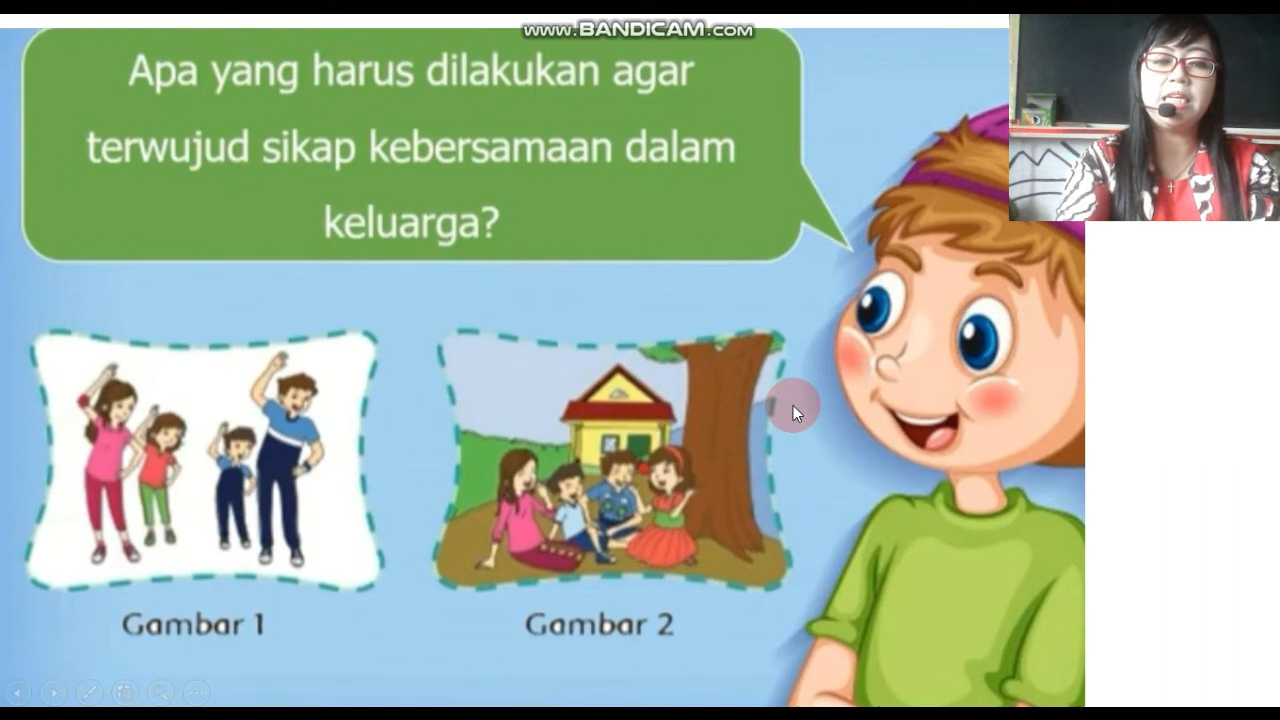 www.BANDICAM.com
Apa yang harus dilakukan agar
terwujud sikap kebersamaan dalam
keluarga?
Gambar 1
Gambar 2